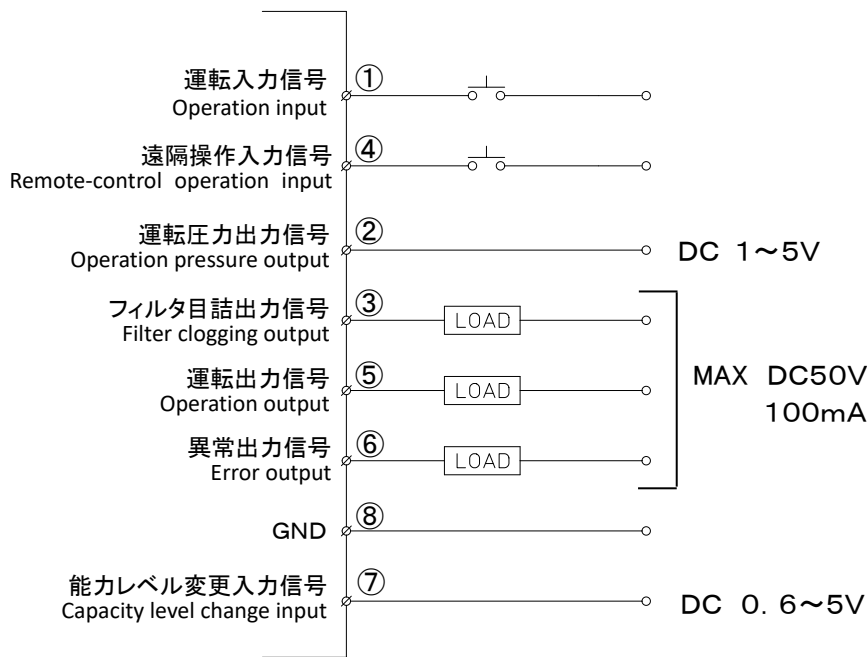 運転入力信号 ①
Operation input
遠隔操作入力信号 ④
Remote-control operation input
運転圧力出力信号 ②
Operation pressure output
DC 1～5V
フィルタ目詰出力信号 ③
Filter clogging output
LOAD
運転出力信号 ⑤
Operation output
LOAD
MAX DC50V
100mA
異常出力信号 ⑥
Error output
LOAD
GND ⑧
能力レベル変更入力信号 ⑦
Capacity level change input
DC 0.6～5V